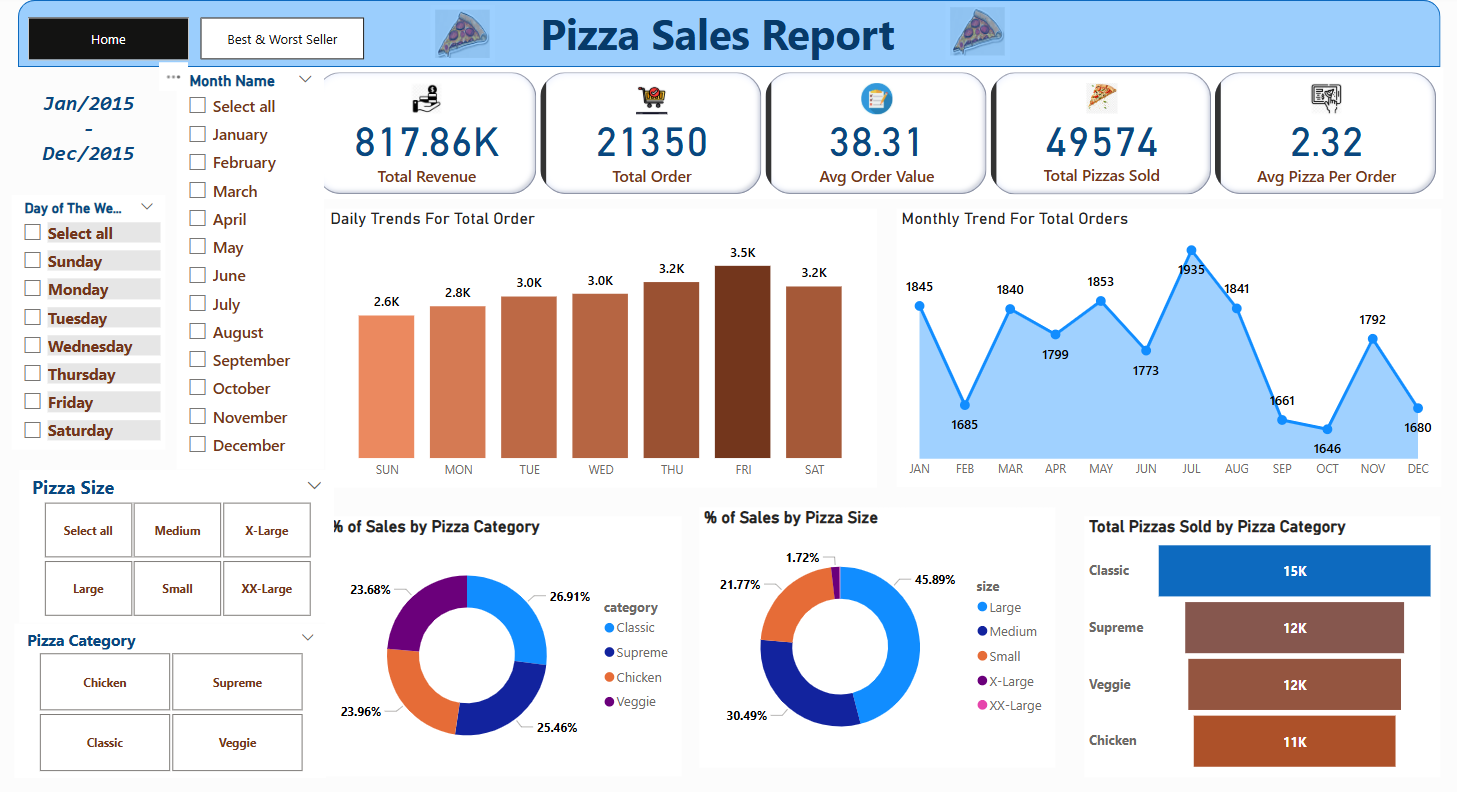 Home
Best & Worst Seller
Pizza Sales Report
Jan/2015
-
Dec/2015
Month Name
Select all
January
February
March
April
May
June
July
August
September
October
November
December
Day of The We...
Select all
Sunday
Monday
Tuesday
Wednesday
Thursday
Friday
Saturday
Pizza Size
Select all
Medium
X-Large
Large
Small
XX-Large
Pizza Category
Chicken
Supreme
Classic
Veggie
817.86K
Total Revenue
21350
Total Order
38.31
Avg Order Value
49574
Total Pizzas Sold
2.32
Avg Pizza Per Order
Daily Trends For Total Order
2.6K
2.8K
3.0K
3.0K
3.2K
3.5K
3.2K
SUN MON TUE WED THU FRI SAT
Monthly Trend For Total Orders
1845
1685
1840
1799
1853
1773
1935
1841
1661
1646
1792
1680
JAN FEB MAR APR MAY JUN JUL AUG SEP OCT NOV DEC
% of Sales by Pizza Category
23.68%
26.91%
23.96%
25.46%
category
Classic
Supreme
Chicken
Veggie
% of Sales by Pizza Size
1.72%
21.77%
45.89%
30.49%
size
Large
Medium
Small
X-Large
XX-Large
Total Pizzas Sold by Pizza Category
Classic 15K
Supreme 12K
Veggie 12K
Chicken 11K